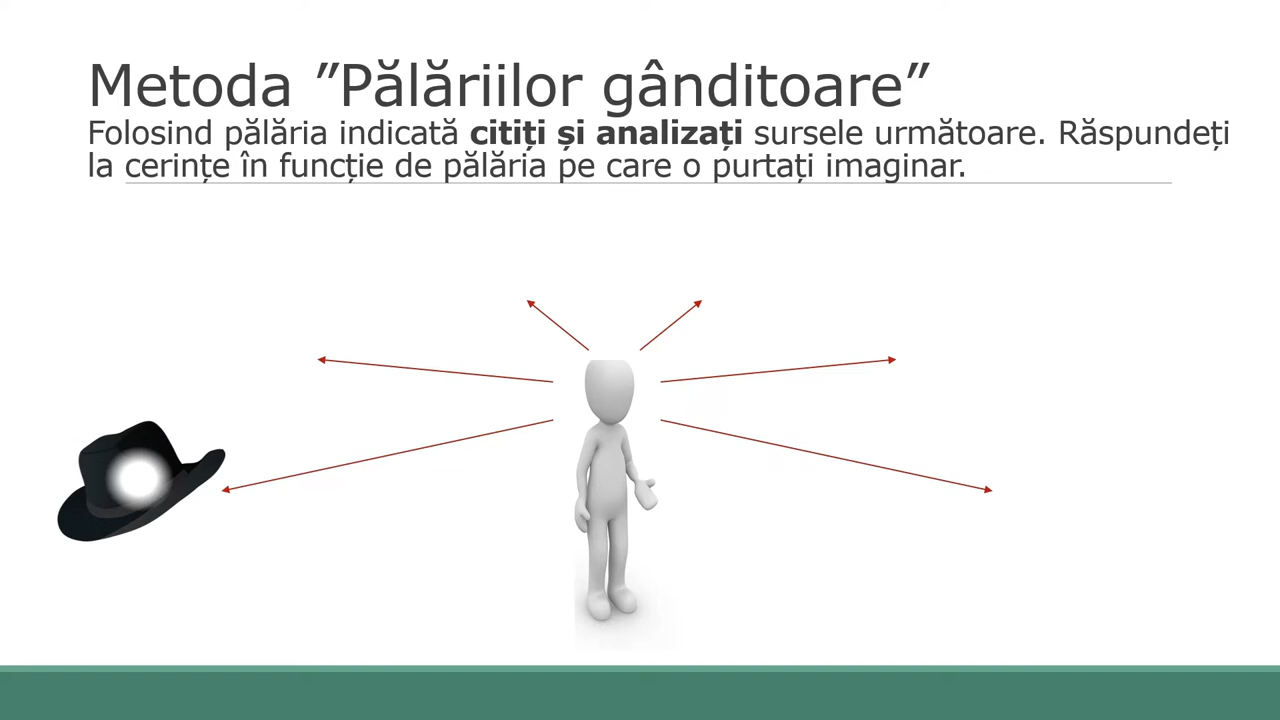 Metoda ”Pălăriilor gânditoare”
Folosind pălăria indicată citiți și analizați sursele următoare. Răspundeți
la cerințe în funcție de pălăria pe care o purtați imaginar.